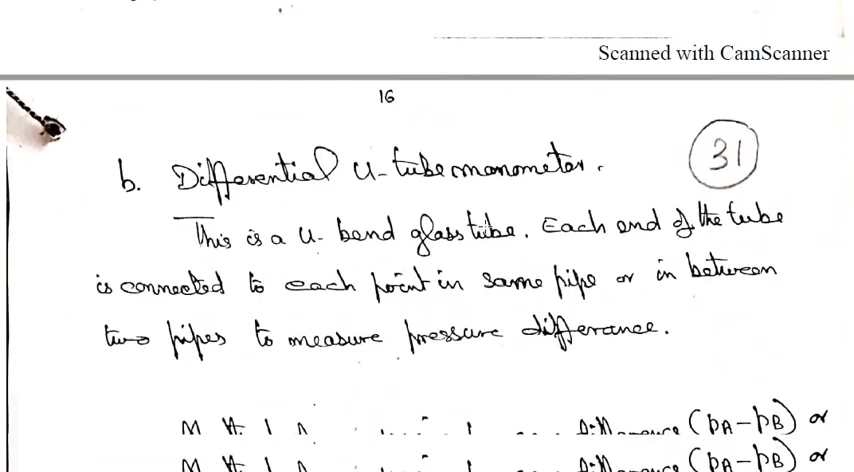 Scanned with CamScanner
16
b. Differential U-tube manometer. 31
This is a U- bend glass tube. Each end of the tube
is connected to each point in same pipe or in between
two pipes to measure pressure differance.
(pA-pB) or
(pA-pB) or